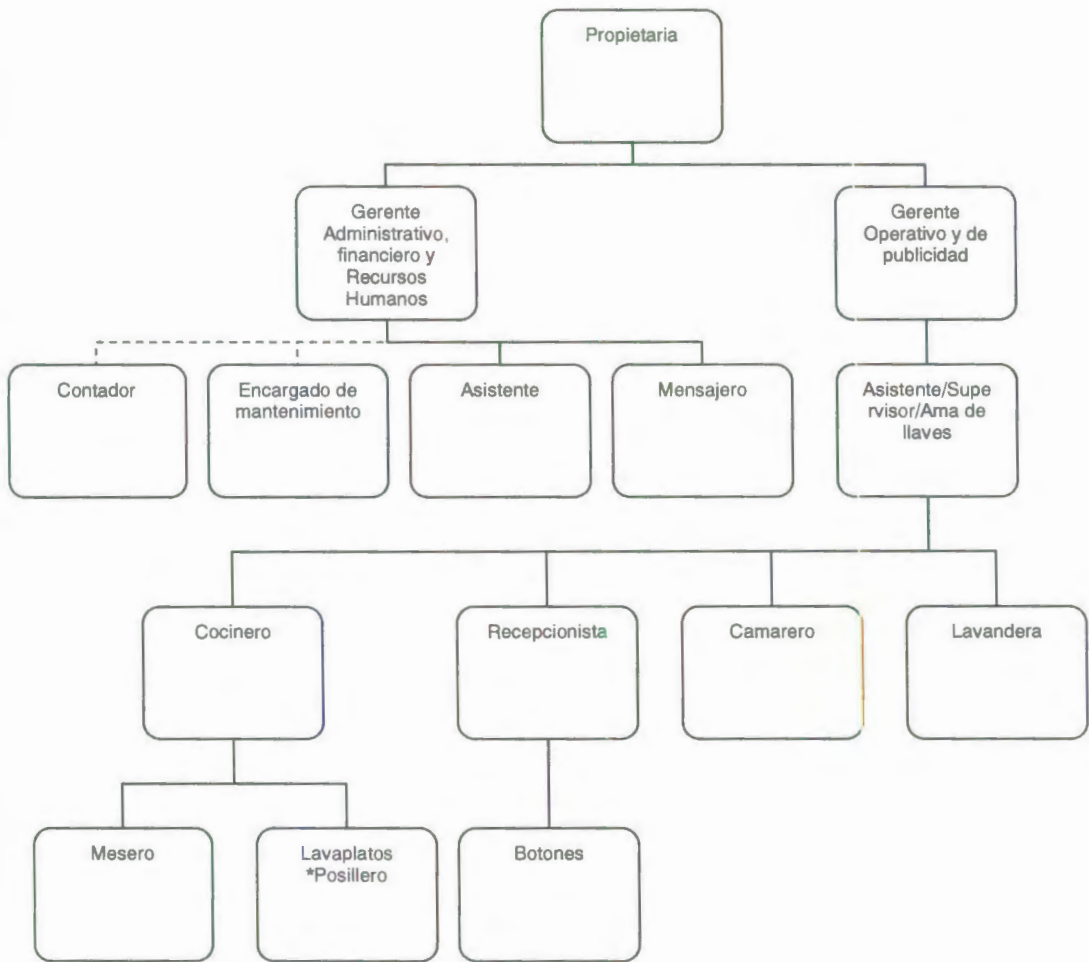 Propietaria
Gerente
Administrativo,
financiero y
Recursos
Humanos
Gerente
Operativo y de
publicidad
Contador
Encargado de
mantenimiento
Asistente
Mensajero
Asistente/Supe
rvisor/Ama de
llaves
Cocinero
Recepcionista
Camarero
Lavandera
Mesero
Lavaplatos
*Posillero
Botones